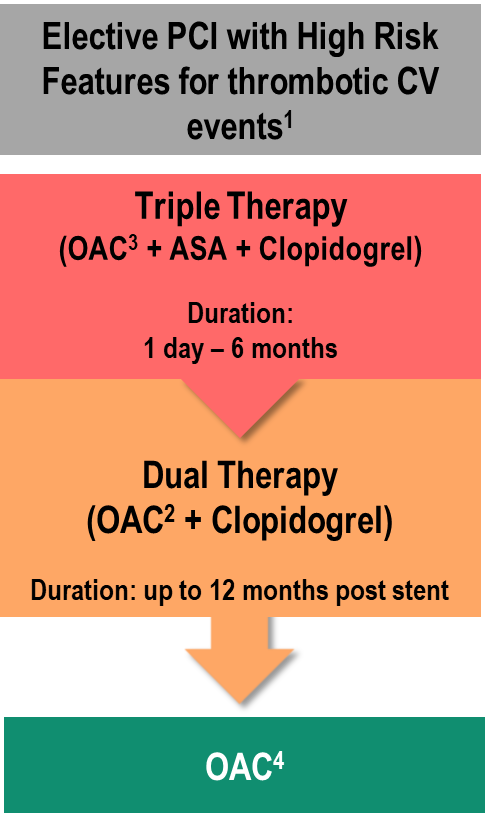 Elective PCI with High Risk
Features for thrombotic CV
events¹
Triple Therapy
(OAC³ + ASA + Clopidogrel)
Duration:
1 day – 6 months
Dual Therapy
(OAC² + Clopidogrel)
Duration: up to 12 months post stent
OAC⁴